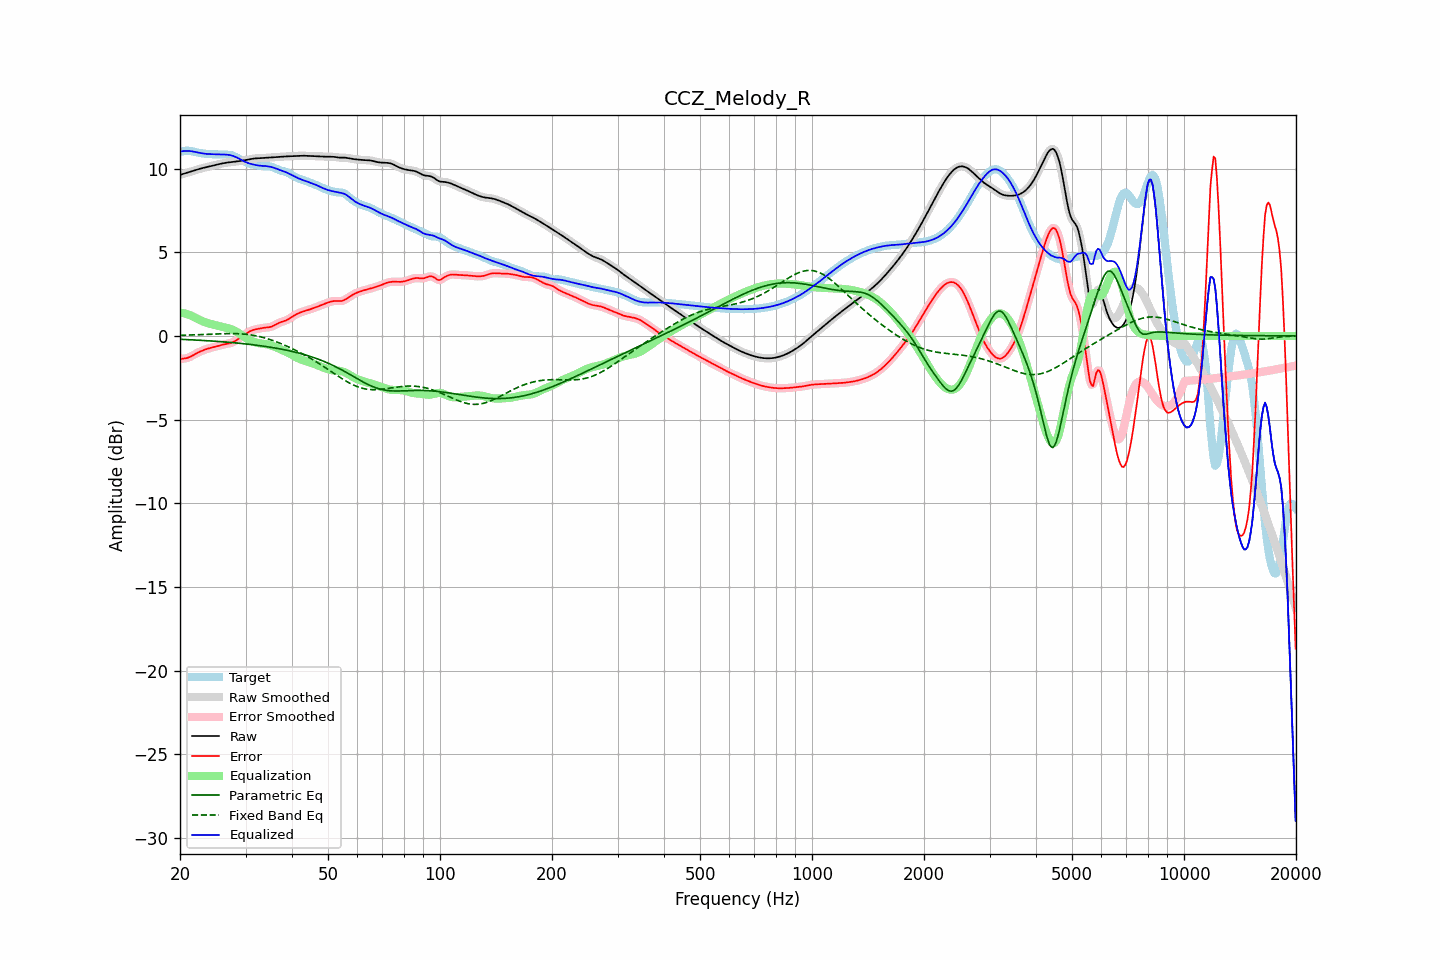 CCZ_Melody_R
Amplitude (dBr)
10
5
0
−5
−10
−15
−20
−25
−30
Target
Raw Smoothed
Error Smoothed
Raw
Error
Equalization
Parametric Eq
Fixed Band Eq
Equalized
20 50 100 200 500 1000 2000 5000 10000 20000
Frequency (Hz)